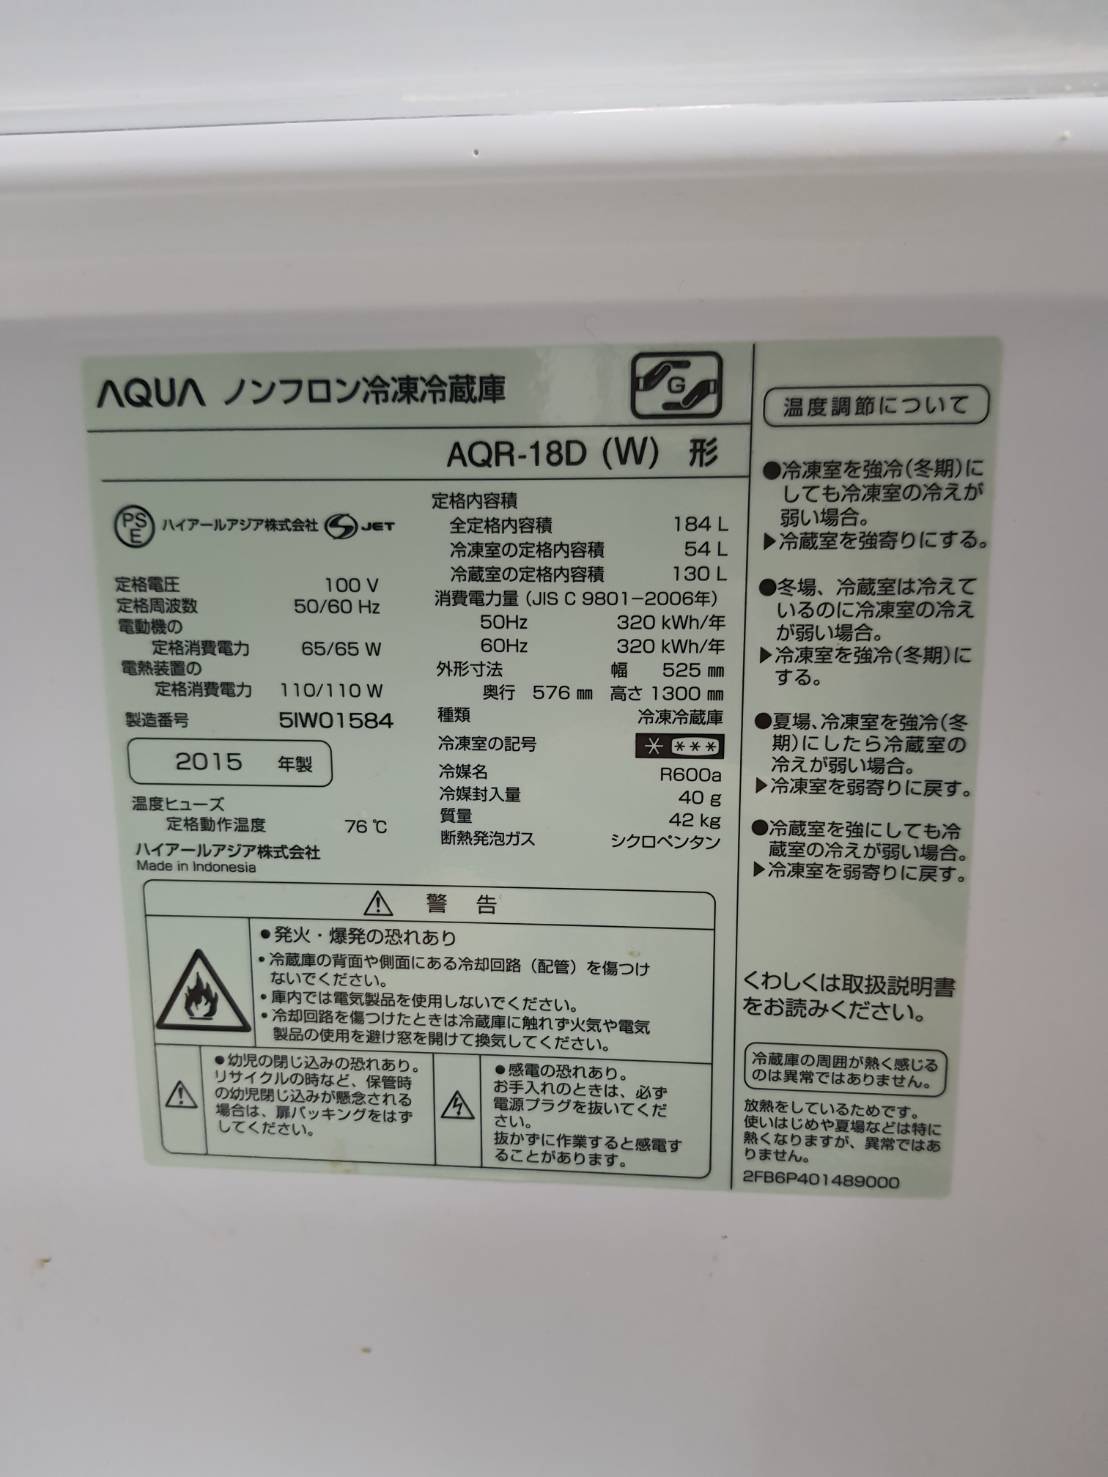 AQUA ノンフロン冷凍冷蔵庫
G
AQR-18D (W) 形
PSE ハイアールアジア株式会社 JET
定格電圧 100 V
定格周波数 50/60 Hz
電動機の
定格消費電力 65/65 W
電熱装置の
定格消費電力 110/110 W
製造番号 5IW01584
2015 年製
温度ヒューズ
定格動作温度 76 ℃
ハイアールアジア株式会社
Made in Indonesia
定格内容積
全定格内容積 184 L
冷凍室の定格内容積 54 L
冷蔵室の定格内容積 130 L
消費電力量 (JIS C 9801-2006年)
50Hz 320 kWh/年
60Hz 320 kWh/年
外形寸法 幅 525 ㎜
奥行 576 ㎜ 高さ 1300 ㎜
種類 冷凍冷蔵庫
冷凍室の記号 * ***
冷媒名 R600a
冷媒封入量 40 g
質量 42 kg
断熱発泡ガス シクロペンタン
⚠ 警告
●発火・爆発の恐れあり
・冷蔵庫の背面や側面にある冷却回路（配管）を傷つけ
ないでください。
・庫内では電気製品を使用しないでください。
・冷却回路を傷つけたときは冷蔵庫に触れず火気や電気
製品の使用を避け窓を開けて換気してください。
●幼児の閉じ込みの恐れあり。
リサイクルの時など、保管時
の幼児閉じ込みが懸念される
場合は、扉パッキングをはず
してください。
●感電の恐れあり。
お手入れのときは、必ず
電源プラグを抜いてくだ
さい。
抜かずに作業すると感電す
ることがあります。
温度調節について
●冷凍室を強冷(冬期)に
しても冷凍室の冷えが
弱い場合。
▶冷蔵室を強寄りにする。
●冬場、冷蔵室は冷えて
いるのに冷凍室の冷え
が弱い場合。
▶冷凍室を強冷(冬期)に
する。
●夏場、冷凍室を強冷(冬
期)にしたら冷蔵室の
冷えが弱い場合。
▶冷凍室を弱寄りに戻す。
●冷蔵室を強にしても冷
蔵室の冷えが弱い場合。
▶冷凍室を弱寄りに戻す。
くわしくは取扱説明書
をお読みください。
冷蔵庫の周囲が熱く感じる
のは異常ではありません。
放熱をしているためです。
使いはじめや夏場などは特に
熱くなりますが、異常ではあ
りません。
2FB6P401489000